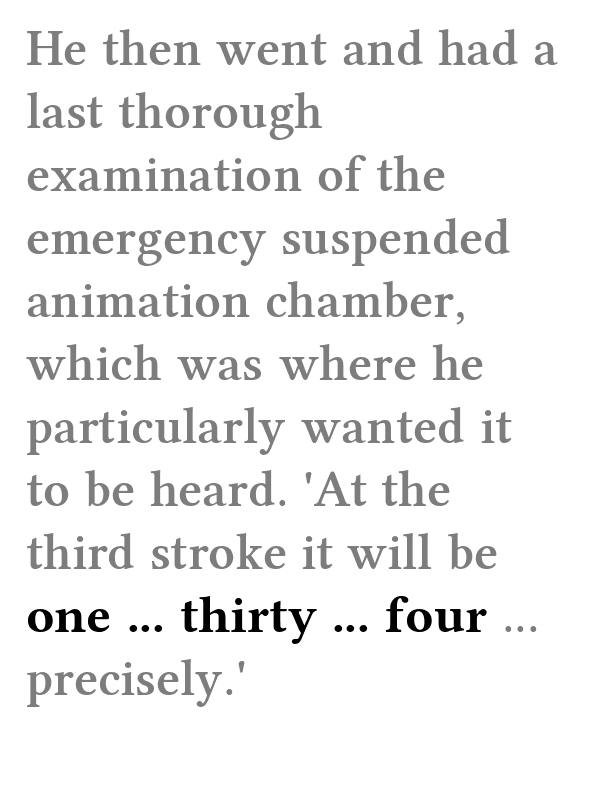 He then went and had a
last thorough
examination of the
emergency suspended
animation chamber,
which was where he
particularly wanted it
to be heard. 'At the
third stroke it will be
one ... thirty ... four ...
precisely.'